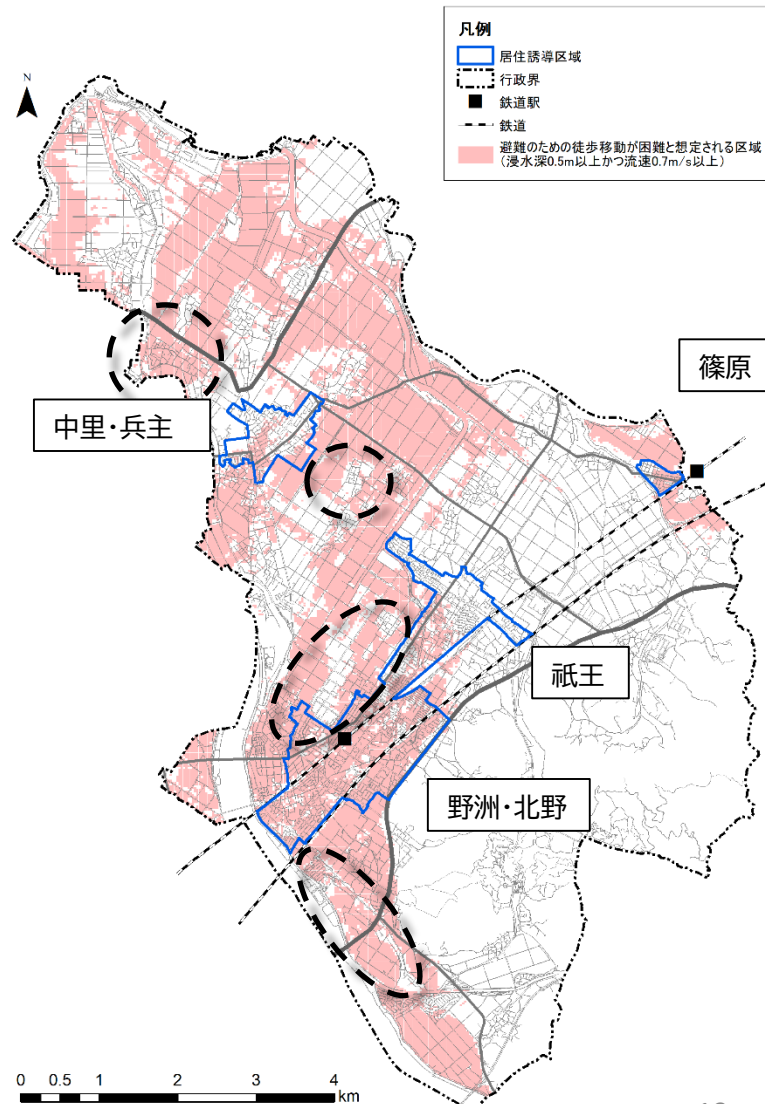 凡例
居住誘導区域
行政界
鉄道駅
鉄道
避難のための徒歩移動が困難と想定される区域
(浸水深0.5m以上かつ流速0.7m/s以上)
N
篠原
中里・兵主
祇王
野洲・北野
0 0.5 1 2 3 4
km